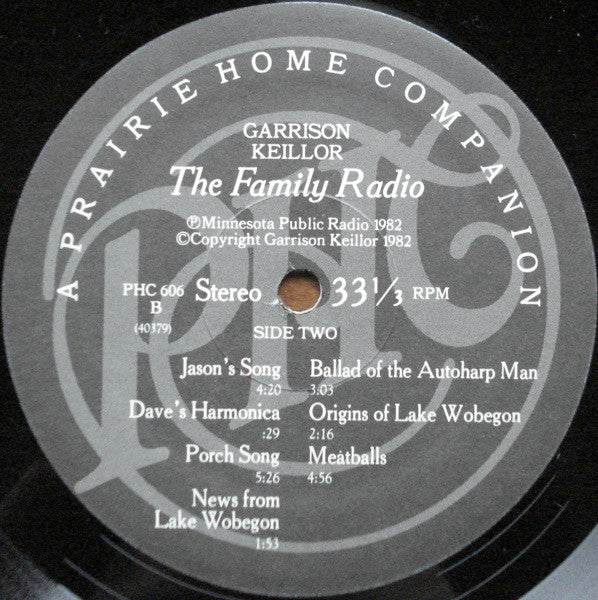 A PRAIRIE HOME COMPANION
GARRISON
KEILLOR
The Family Radio
ⓟMinnesota Public Radio 1982
©Copyright Garrison Keillor 1982
PHC 606 Stereo 33⅓ RPM
B
(40379)
SIDE TWO
Jason's Song
4:20
Dave's Harmonica
:29
Porch Song
5:26
News from
Lake Wobegon
1:53
Ballad of the Autoharp Man
3:03
Origins of Lake Wobegon
2:16
Meatballs
4:56
PHC